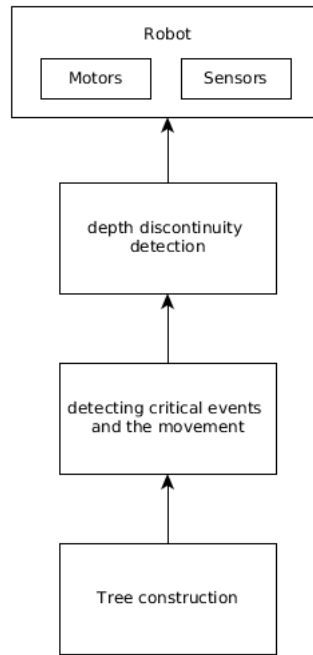 Robot
Motors
Sensors
depth discontinuity
detection
detecting critical events
and the movement
Tree construction